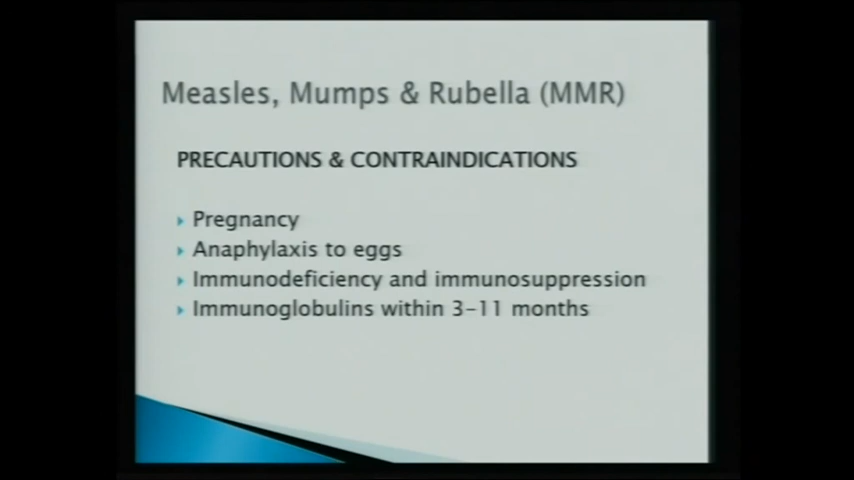 Measles, Mumps & Rubella (MMR)
PRECAUTIONS & CONTRAINDICATIONS
Pregnancy
Anaphylaxis to eggs
Immunodeficiency and immunosuppression
Immunoglobulins within 3-11 months